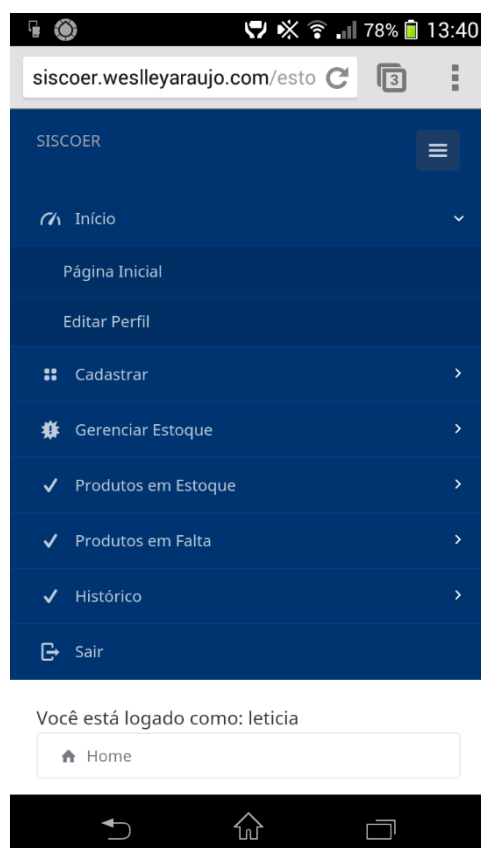 78% 13:40
siscoer.weslleyaraujo.com/esto 3
SISCOER
Início
Página Inicial
Editar Perfil
Cadastrar
Gerenciar Estoque
Produtos em Estoque
Produtos em Falta
Histórico
Sair
Você está logado como: leticia
Home